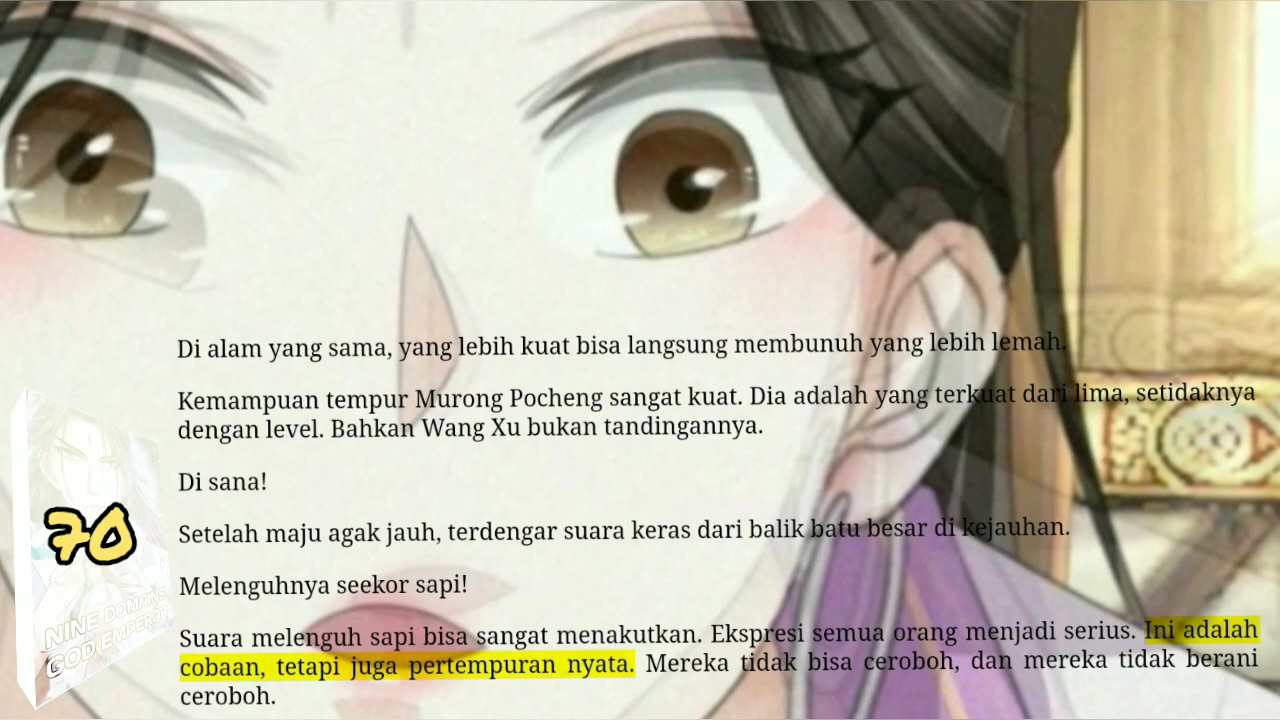 Di alam yang sama, yang lebih kuat bisa langsung membunuh yang lebih lemah.
Kemampuan tempur Murong Pocheng sangat kuat. Dia adalah yang terkuat dari lima, setidaknya
dengan level. Bahkan Wang Xu bukan tandingannya.
Di sana!
Setelah maju agak jauh, terdengar suara keras dari balik batu besar di kejauhan.
Melenguhnya seekor sapi!
Suara melenguh sapi bisa sangat menakutkan. Ekspresi semua orang menjadi serius. Ini adalah
cobaan, tetapi juga pertempuran nyata. Mereka tidak bisa ceroboh, dan mereka tidak berani
ceroboh.
70
NINE DOMAINS
GOD EMPEROR